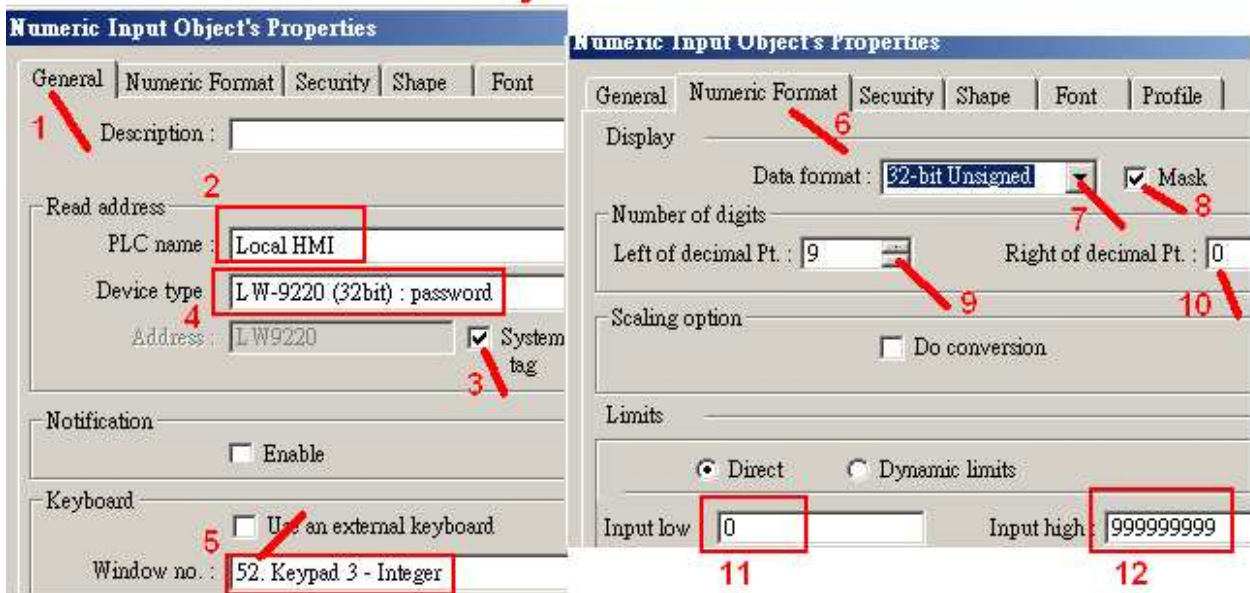 Numeric Input Object's Properties
General Numeric Format Security Shape Font
1
Description :
2
Read address
PLC name : Local HMI
Device type LW-9220 (32bit) : password
4
Address : LW9220 System tag
3
Notification
Enable
Keyboard
Use an external keyboard
5
Window no. : 52. Keypad 3 - Integer
Numeric Input Object's Properties
General Numeric Format Security Shape Font Profile
6
Display
Data format : 32-bit Unsigned Mask
7 8
Number of digits
Left of decimal Pt. : 9 Right of decimal Pt. : 0
9 10
Scaling option
Do conversion
Limits
Direct Dynamic limits
Input low 0 Input high : 999999999
11 12